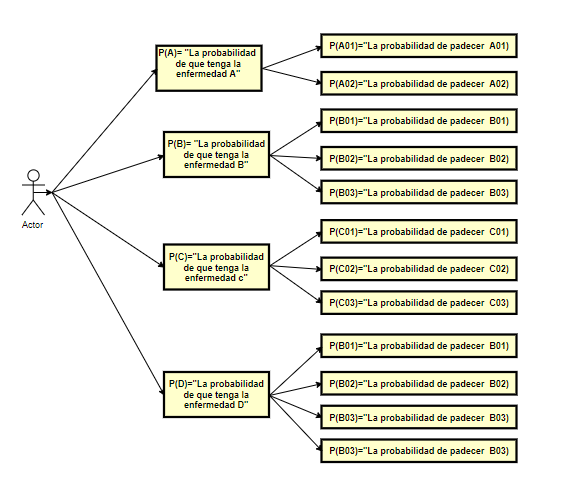 P(A)= "La probabilidad
de que tenga la
enfermedad A"
P(A01)="La probabilidad de padecer A01)
P(A02)="La probabilidad de padecer A02)
P(B)= "La probabilidad
de que tenga la
enfermedad B"
P(B01)="La probabilidad de padecer B01)
P(B02)="La probabilidad de padecer B02)
P(B03)="La probabilidad de padecer B03)
Actor
P(C)="La probabilidad
de que tenga la
enfermedad c"
P(C01)="La probabilidad de padecer C01)
P(C02)="La probabilidad de padecer C02)
P(C03)="La probabilidad de padecer C03)
P(D)="La probabilidad
de que tenga la
enfermedad D"
P(B01)="La probabilidad de padecer B01)
P(B02)="La probabilidad de padecer B02)
P(B03)="La probabilidad de padecer B03)
P(B03)="La probabilidad de padecer B03)